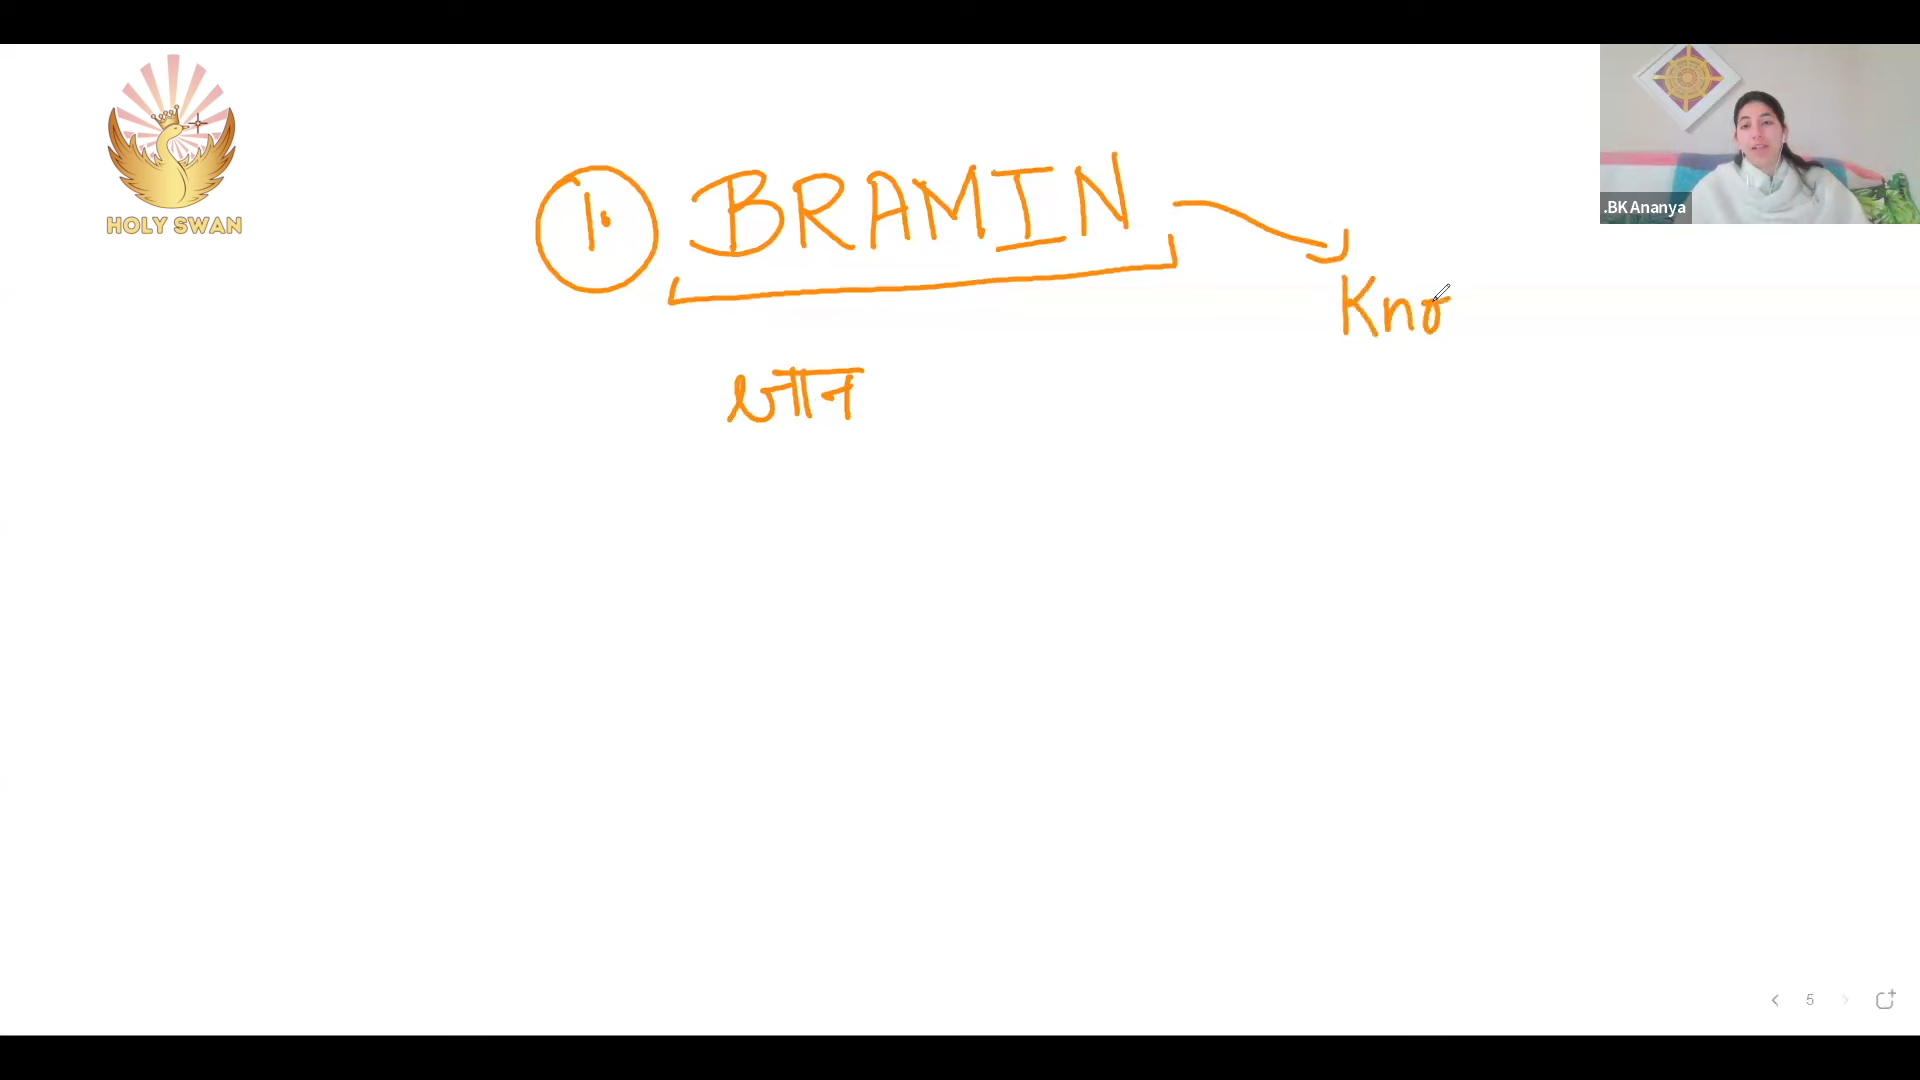 HOLY SWAN
.BK Ananya
1. BRAMIN
Kno
ज्ञान
5